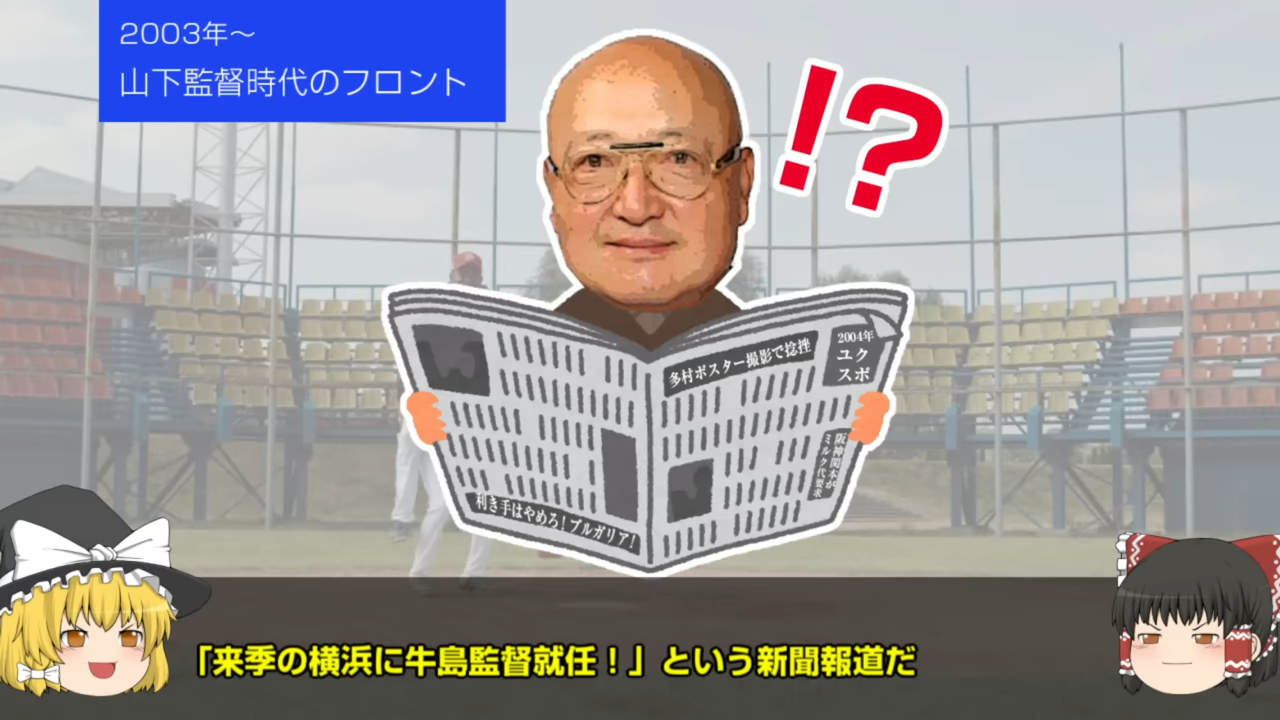 2003年~
山下監督時代のフロント
!?
多村ポスター撮影で捻挫
2004年
ユク
スポ
阪神関本が
ミルク代要求
利き手はやめろ!ブルガリア!
「来季の横浜に牛島監督就任!」という新聞報道だ